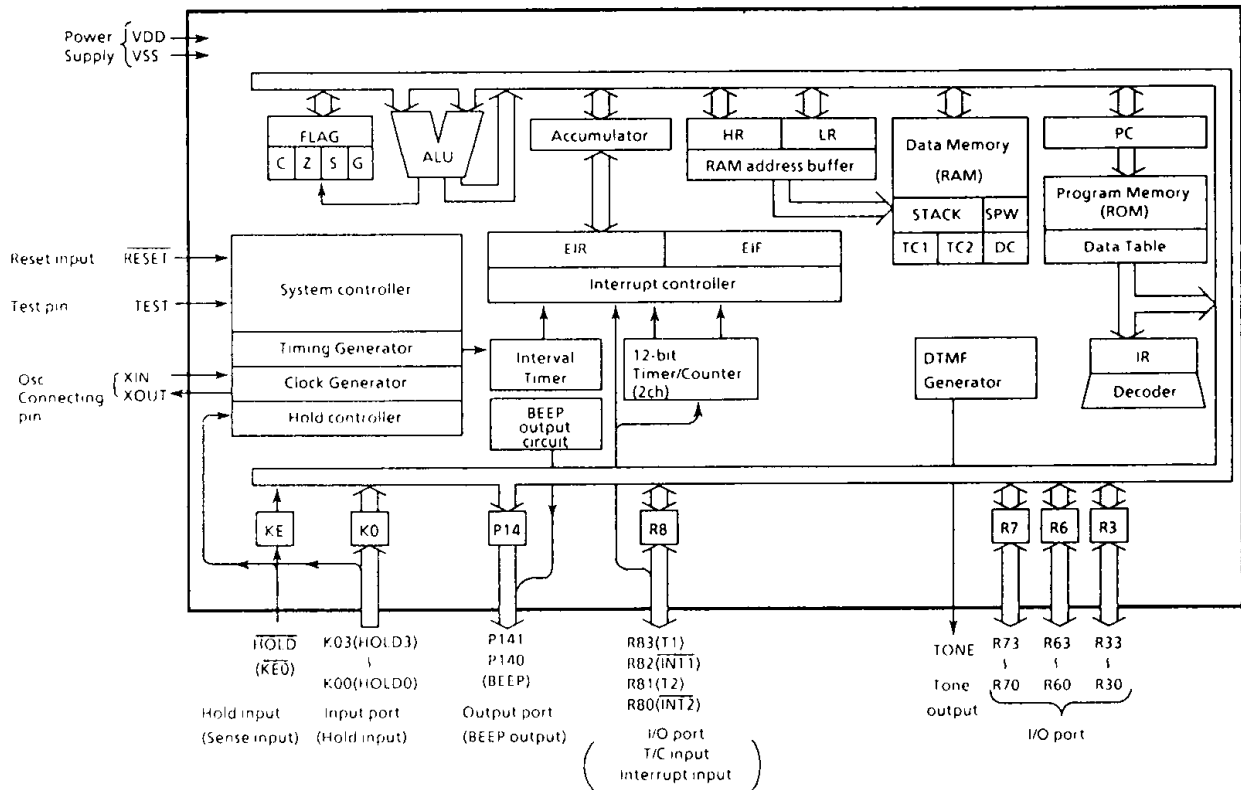 Power VDD
Supply VSS
FLAG
C Z S G
ALU
Accumulator
HR LR
RAM address buffer
Data Memory
(RAM)
STACK SPW
TC1 TC2 DC
PC
Program Memory
(ROM)
Data Table
Reset input RESET
Test pin TEST
Osc
Connecting
pin
XIN
XOUT
System controller
Timing Generator
Clock Generator
Hold controller
EIR EIF
Interrupt controller
Interval
Timer
12-bit
Timer/Counter
(2ch)
BEEP
output
circuit
DTMF
Generator
IR
Decoder
KE
K0
P14
R8
R7
R6
R3
HOLD
(KE0)
K03(HOLD3)
≀
K00(HOLD0)
P141
P140
(BEEP)
R83(T1)
R82(INT1)
R81(T2)
R80(INT2)
TONE
Tone
output
R73
≀
R70
R63
≀
R60
R33
≀
R30
Hold input
(Sense input)
Input port
(Hold input)
Output port
(BEEP output)
I/O port
T/C input
Interrupt input
I/O port